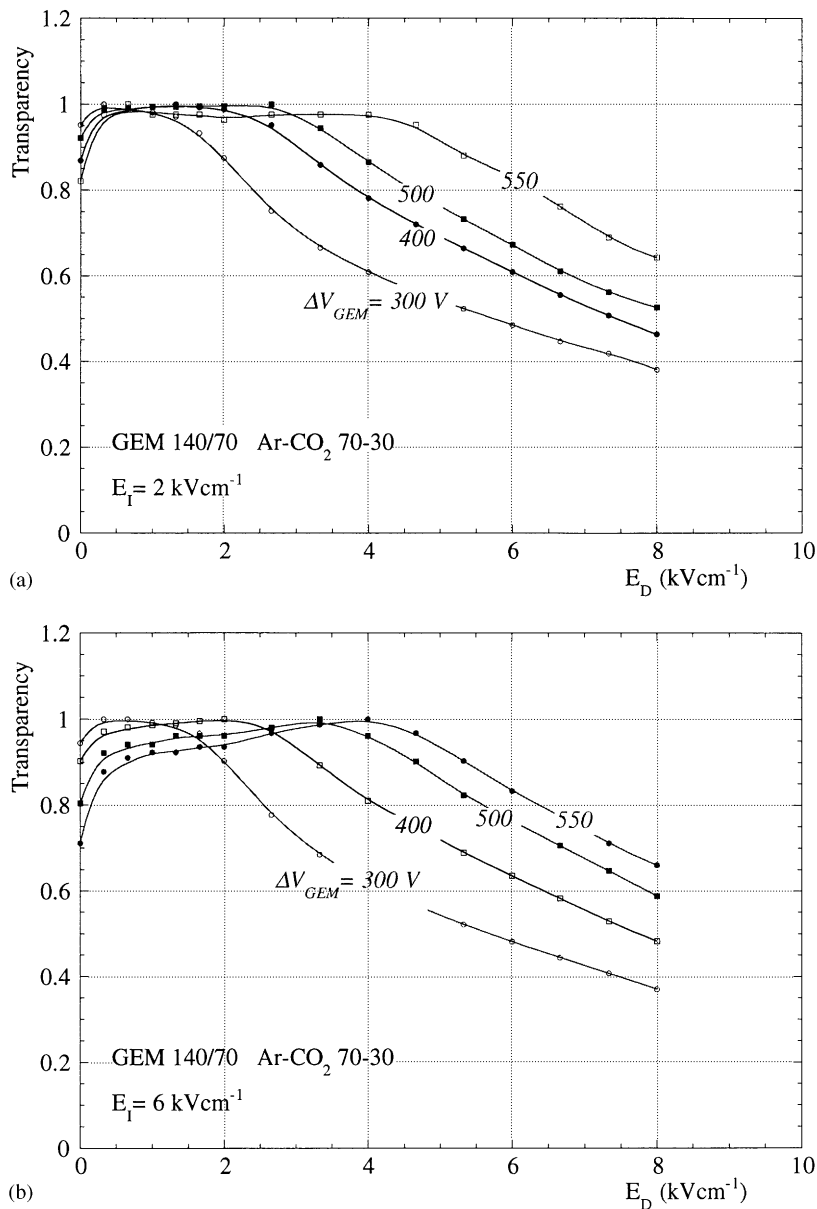 Transparency
1.2
1
0.8
0.6
0.4
0.2
0
550
500
400
ΔV_GEM= 300 V
GEM 140/70 Ar-CO₂ 70-30
E_I= 2 kVcm⁻¹
0 2 4 6 8 10
(a)
E_D (kVcm⁻¹)
Transparency
1.2
1
0.8
0.6
0.4
0.2
0
400
500
550
ΔV_GEM= 300 V
GEM 140/70 Ar-CO₂ 70-30
E_I= 6 kVcm⁻¹
0 2 4 6 8 10
(b)
E_D (kVcm⁻¹)